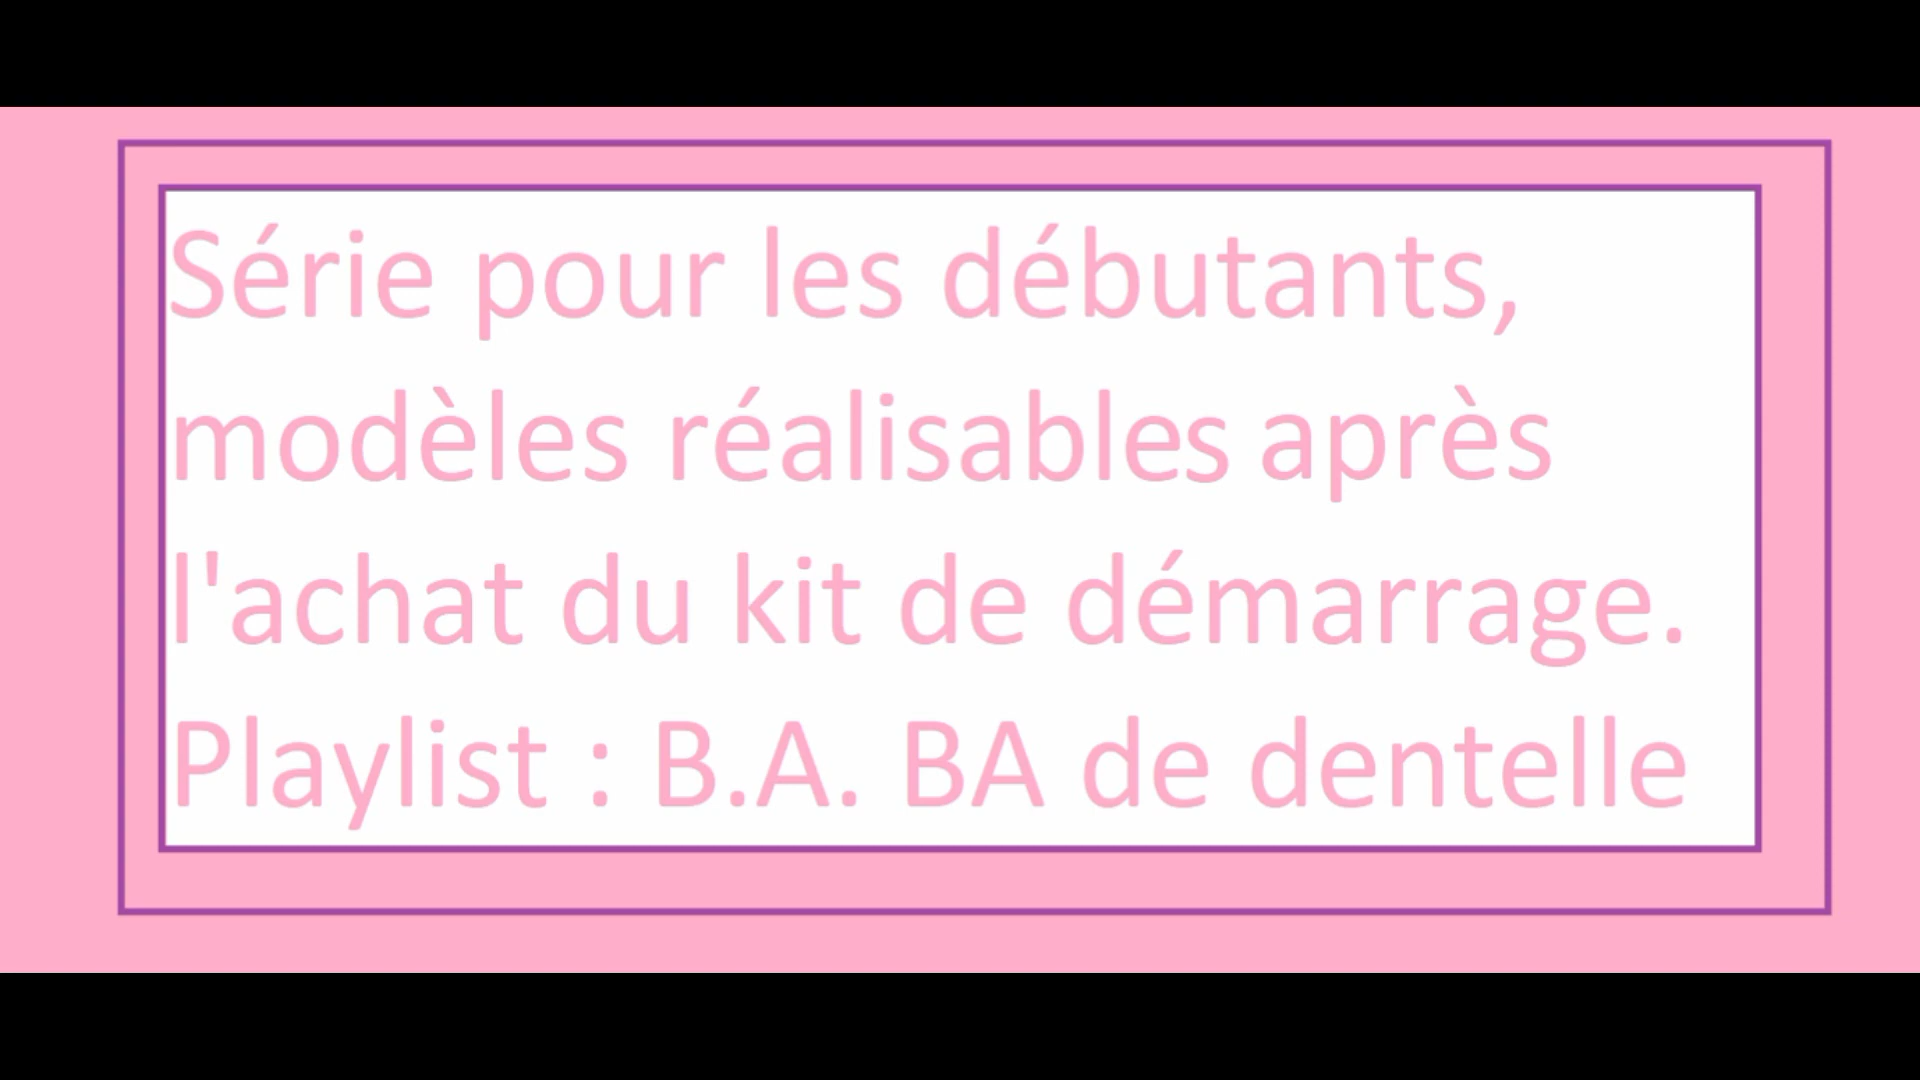 Série pour les débutants,
modèles réalisables après
l'achat du kit de démarrage.
Playlist : B.A. BA de dentelle